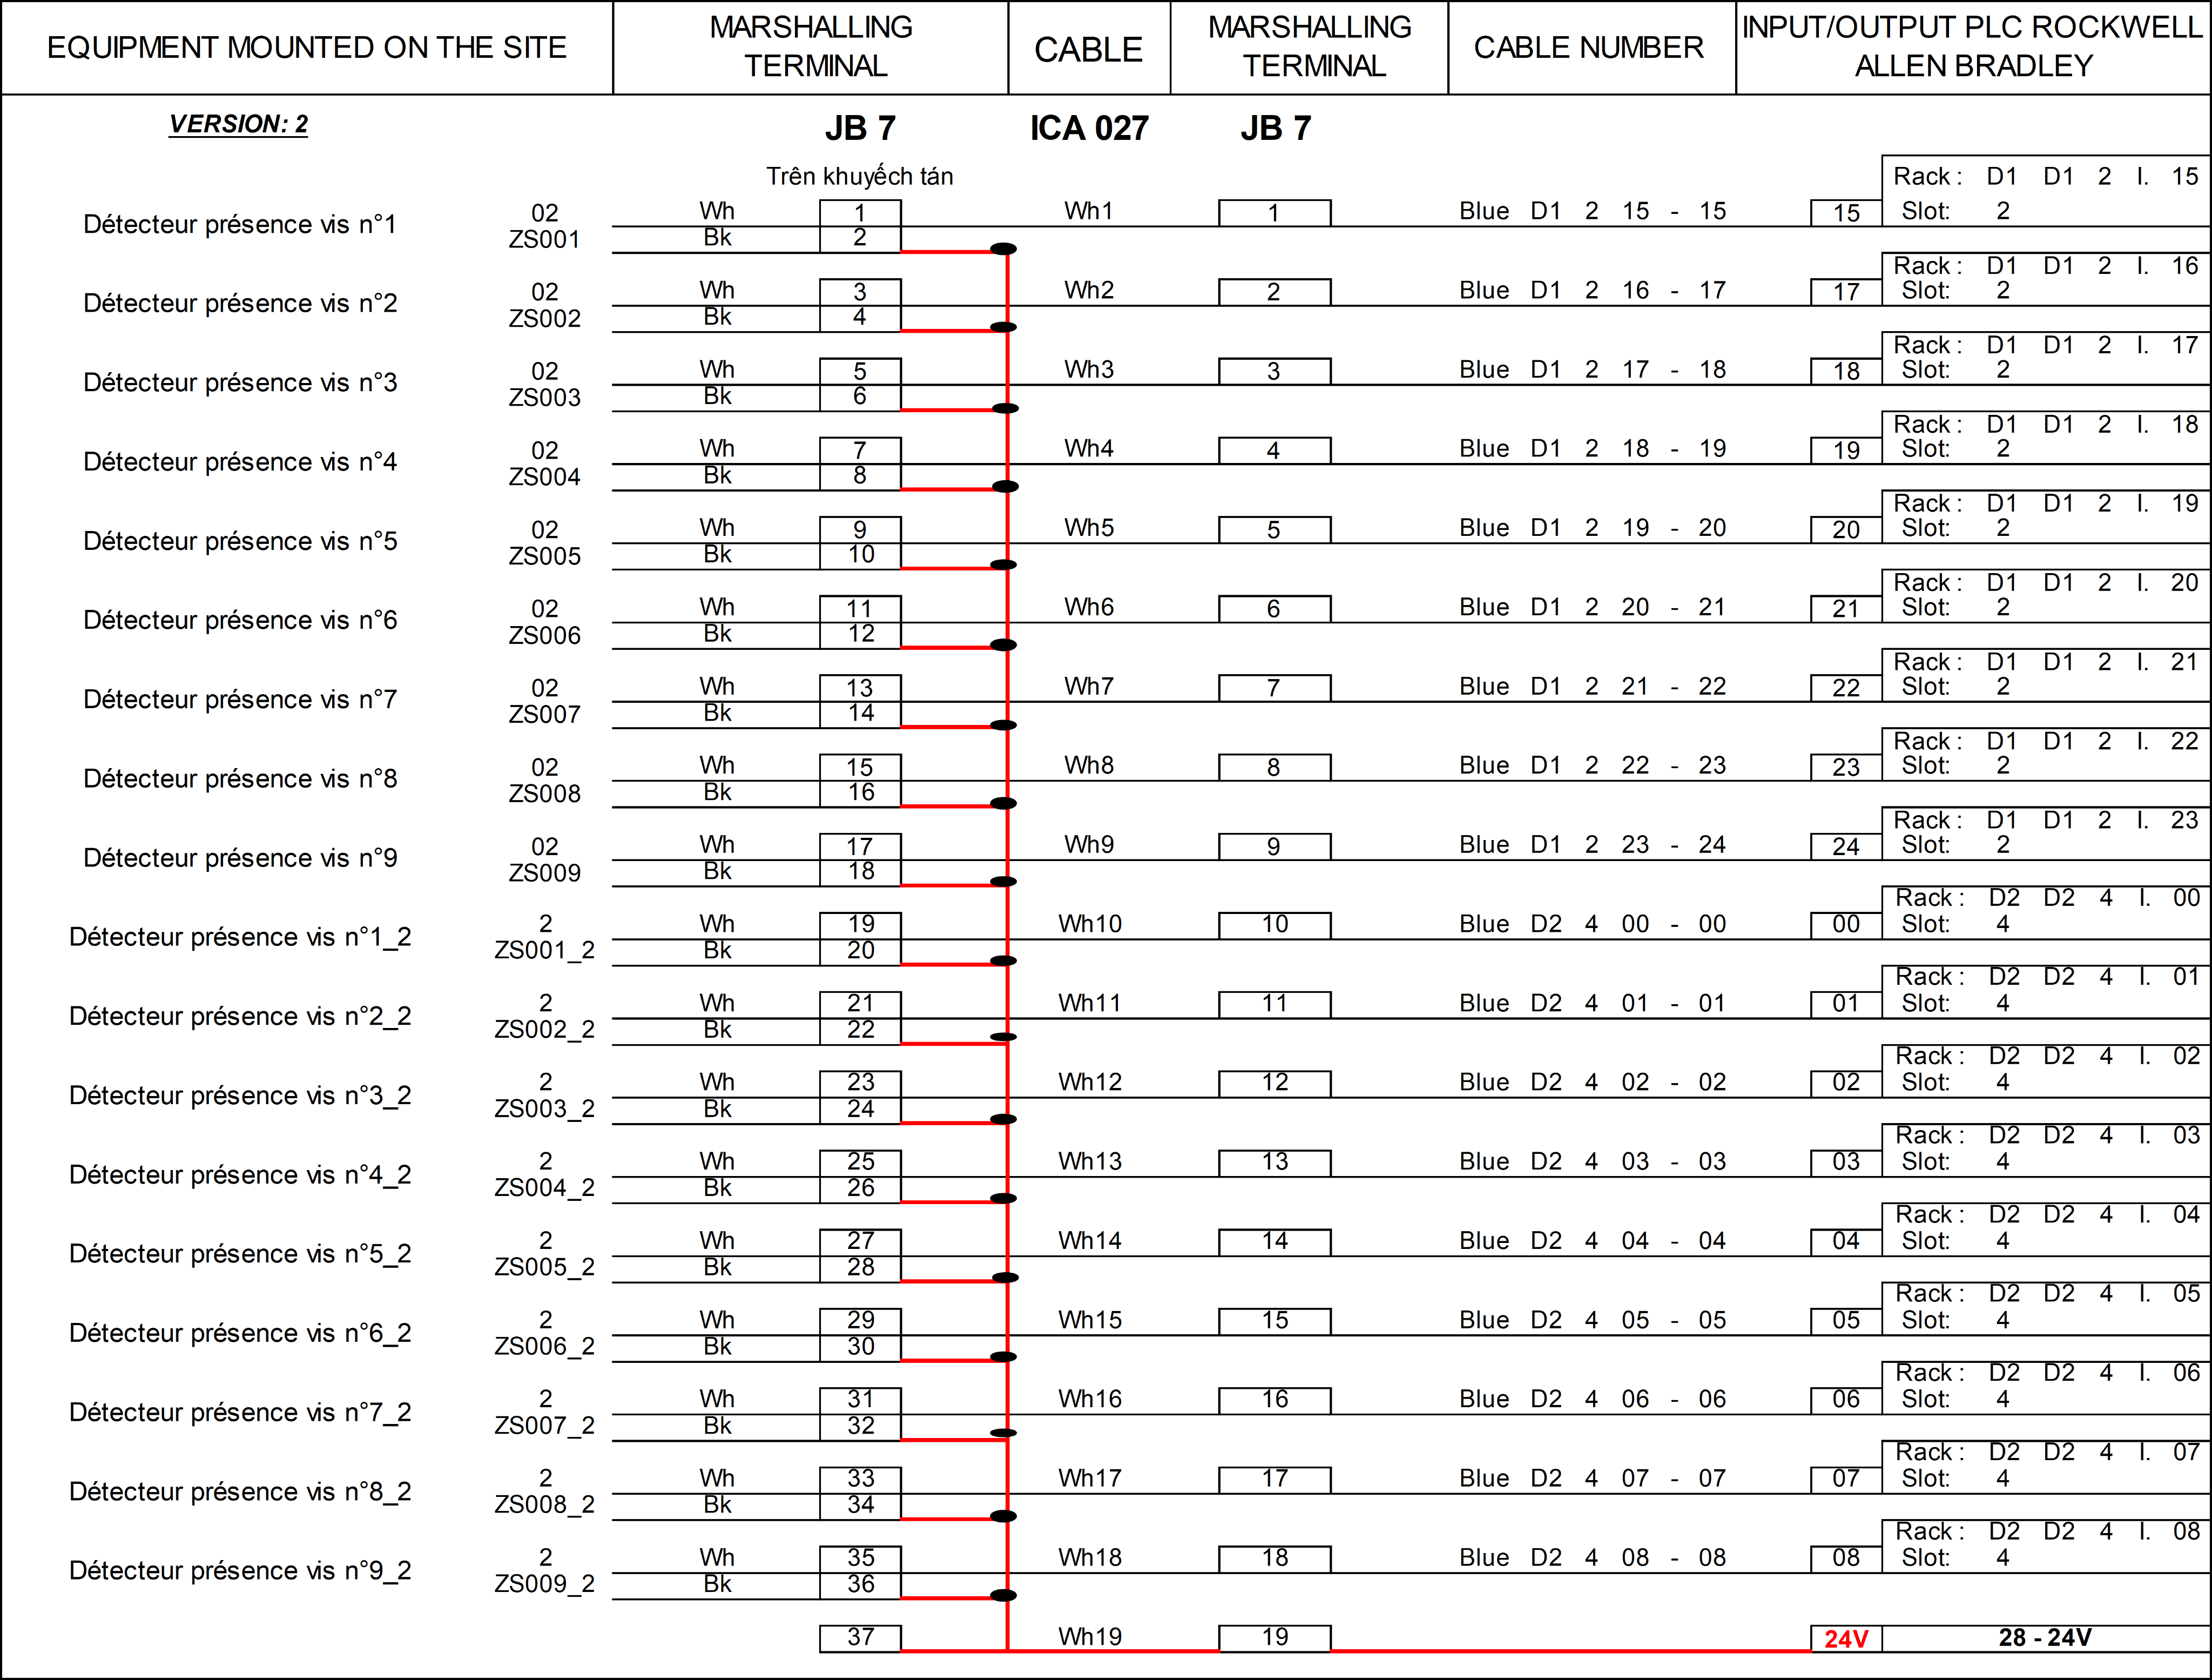 EQUIPMENT MOUNTED ON THE SITE
MARSHALLING
TERMINAL
CABLE
MARSHALLING
TERMINAL
CABLE NUMBER
INPUT/OUTPUT PLC ROCKWELL
ALLEN BRADLEY
VERSION: 2
JB 7
ICA 027
JB 7
Trên khuyếch tán
Rack : D1 D1 2 I. 15
Détecteur présence vis n°1 02 Wh 1 Wh1 1 Blue D1 2 15 - 15 15 Slot: 2
ZS001 Bk 2
Rack : D1 D1 2 I. 16
Détecteur présence vis n°2 02 Wh 3 Wh2 2 Blue D1 2 16 - 17 17 Slot: 2
ZS002 Bk 4
Rack : D1 D1 2 I. 17
Détecteur présence vis n°3 02 Wh 5 Wh3 3 Blue D1 2 17 - 18 18 Slot: 2
ZS003 Bk 6
Rack : D1 D1 2 I. 18
Détecteur présence vis n°4 02 Wh 7 Wh4 4 Blue D1 2 18 - 19 19 Slot: 2
ZS004 Bk 8
Rack : D1 D1 2 I. 19
Détecteur présence vis n°5 02 Wh 9 Wh5 5 Blue D1 2 19 - 20 20 Slot: 2
ZS005 Bk 10
Rack : D1 D1 2 I. 20
Détecteur présence vis n°6 02 Wh 11 Wh6 6 Blue D1 2 20 - 21 21 Slot: 2
ZS006 Bk 12
Rack : D1 D1 2 I. 21
Détecteur présence vis n°7 02 Wh 13 Wh7 7 Blue D1 2 21 - 22 22 Slot: 2
ZS007 Bk 14
Rack : D1 D1 2 I. 22
Détecteur présence vis n°8 02 Wh 15 Wh8 8 Blue D1 2 22 - 23 23 Slot: 2
ZS008 Bk 16
Rack : D1 D1 2 I. 23
Détecteur présence vis n°9 02 Wh 17 Wh9 9 Blue D1 2 23 - 24 24 Slot: 2
ZS009 Bk 18
Rack : D2 D2 4 I. 00
Détecteur présence vis n°1_2 2 Wh 19 Wh10 10 Blue D2 4 00 - 00 00 Slot: 4
ZS001_2 Bk 20
Rack : D2 D2 4 I. 01
Détecteur présence vis n°2_2 2 Wh 21 Wh11 11 Blue D2 4 01 - 01 01 Slot: 4
ZS002_2 Bk 22
Rack : D2 D2 4 I. 02
Détecteur présence vis n°3_2 2 Wh 23 Wh12 12 Blue D2 4 02 - 02 02 Slot: 4
ZS003_2 Bk 24
Rack : D2 D2 4 I. 03
Détecteur présence vis n°4_2 2 Wh 25 Wh13 13 Blue D2 4 03 - 03 03 Slot: 4
ZS004_2 Bk 26
Rack : D2 D2 4 I. 04
Détecteur présence vis n°5_2 2 Wh 27 Wh14 14 Blue D2 4 04 - 04 04 Slot: 4
ZS005_2 Bk 28
Rack : D2 D2 4 I. 05
Détecteur présence vis n°6_2 2 Wh 29 Wh15 15 Blue D2 4 05 - 05 05 Slot: 4
ZS006_2 Bk 30
Rack : D2 D2 4 I. 06
Détecteur présence vis n°7_2 2 Wh 31 Wh16 16 Blue D2 4 06 - 06 06 Slot: 4
ZS007_2 Bk 32
Rack : D2 D2 4 I. 07
Détecteur présence vis n°8_2 2 Wh 33 Wh17 17 Blue D2 4 07 - 07 07 Slot: 4
ZS008_2 Bk 34
Rack : D2 D2 4 I. 08
Détecteur présence vis n°9_2 2 Wh 35 Wh18 18 Blue D2 4 08 - 08 08 Slot: 4
ZS009_2 Bk 36
37 Wh19 19 24V 28 - 24V